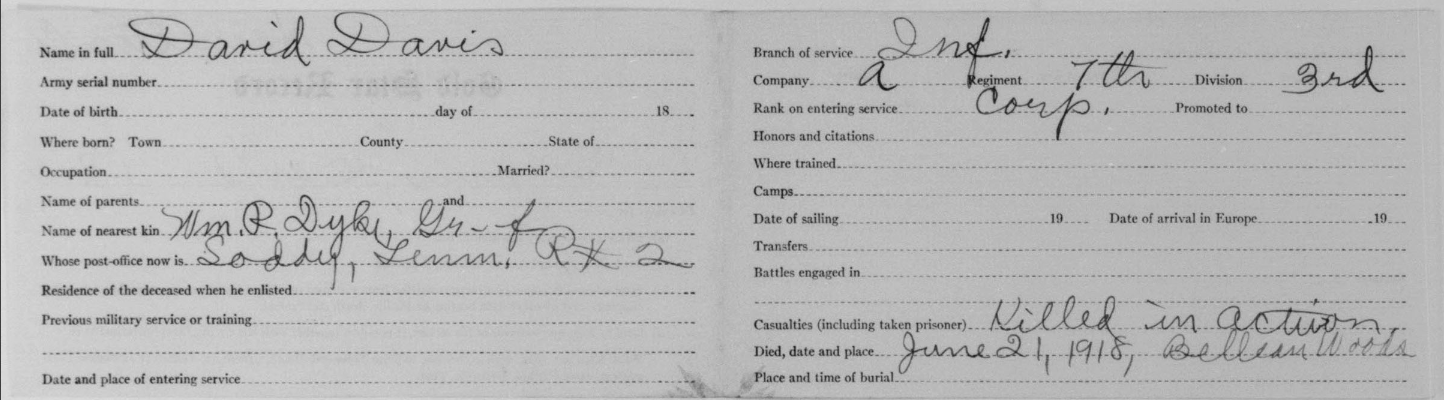 Name in full David Davis
Army serial number
Date of birth day of 18
Where born? Town County State of
Occupation Married?
Name of parents and
Name of nearest kin Wm. R. Dyke, Gr-f
Whose post-office now is Soddy, Tenn, R# 2
Residence of the deceased when he enlisted
Previous military service or training
Date and place of entering service
Branch of service Inf.
Company A Regiment 7th Division 3rd
Rank on entering service Corp. Promoted to
Honors and citations
Where trained
Camps
Date of sailing 19 Date of arrival in Europe 19
Transfers
Battles engaged in
Casualties (including taken prisoner) Killed in action
Died, date and place June 21, 1918, Belleau Woods
Place and time of burial
Gold Star Record